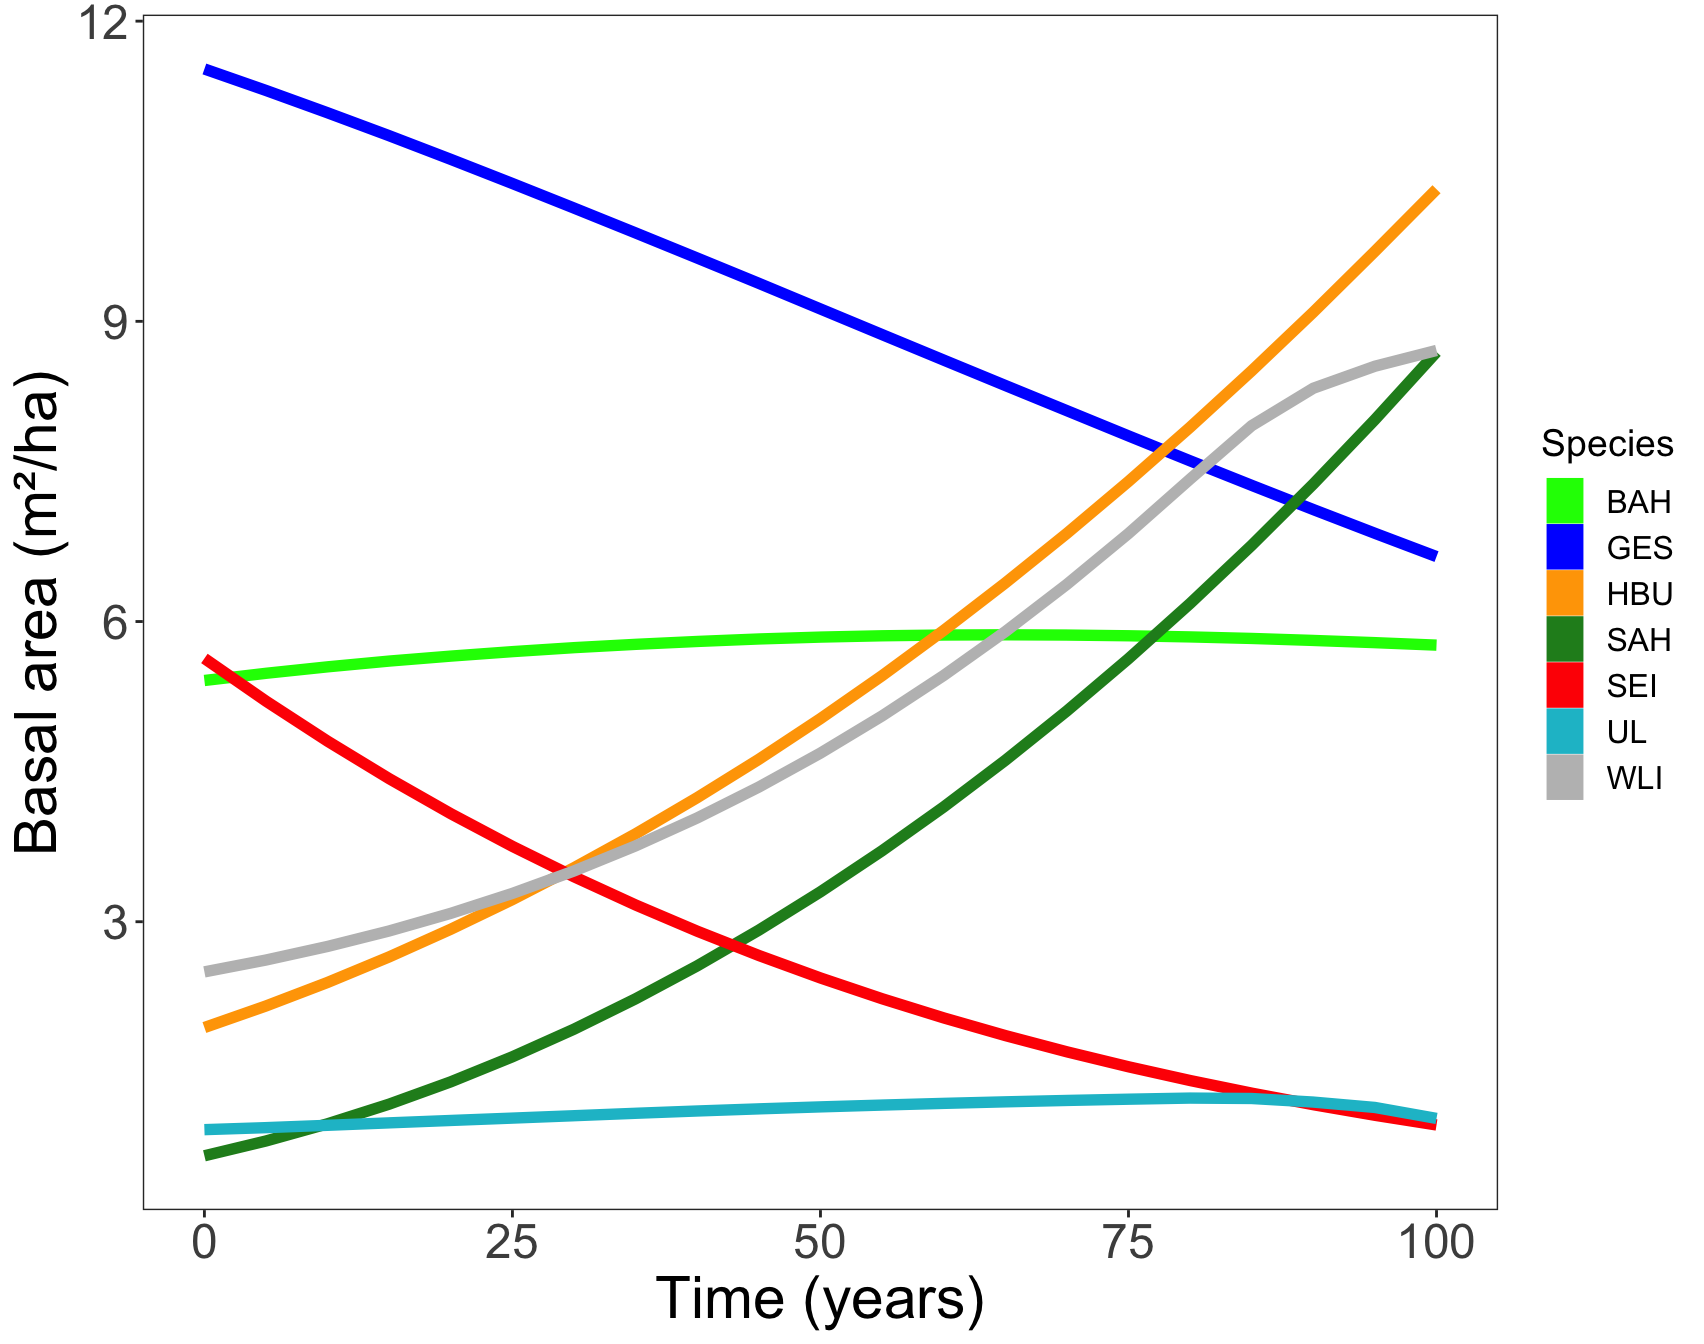 Basal area (m²/ha)
12
9
6
3
0 25 50 75 100
Time (years)
Species
BAH
GES
HBU
SAH
SEI
UL
WLI